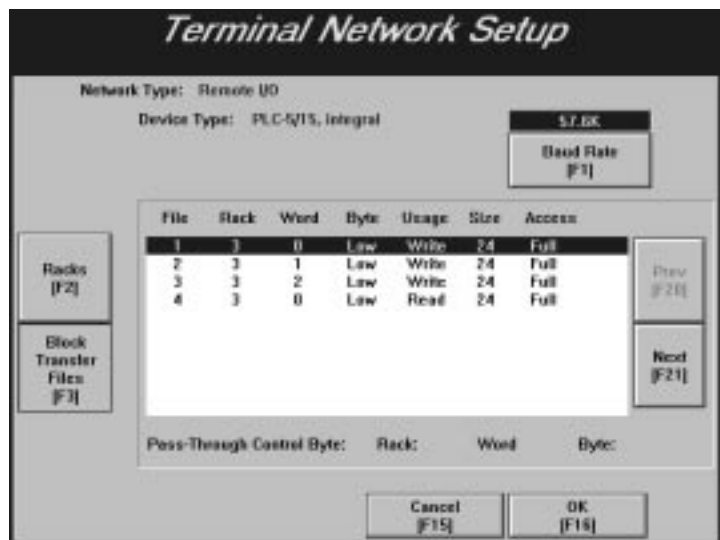 Terminal Network Setup
Network Type: Remote I/O
Device Type: PLC-5/15, integral
57.6K
Baud Rate
[F1]
File Rack Word Byte Usage Size Access
1 3 0 Low Write 24 Full
2 3 1 Low Write 24 Full
3 3 2 Low Write 24 Full
4 3 0 Low Read 24 Full
Racks
[F2]
Block
Transfer
Files
[F3]
Prev
[F20]
Next
[F21]
Pass-Through Control Byte: Rack: Word Byte:
Cancel
[F15]
OK
[F16]